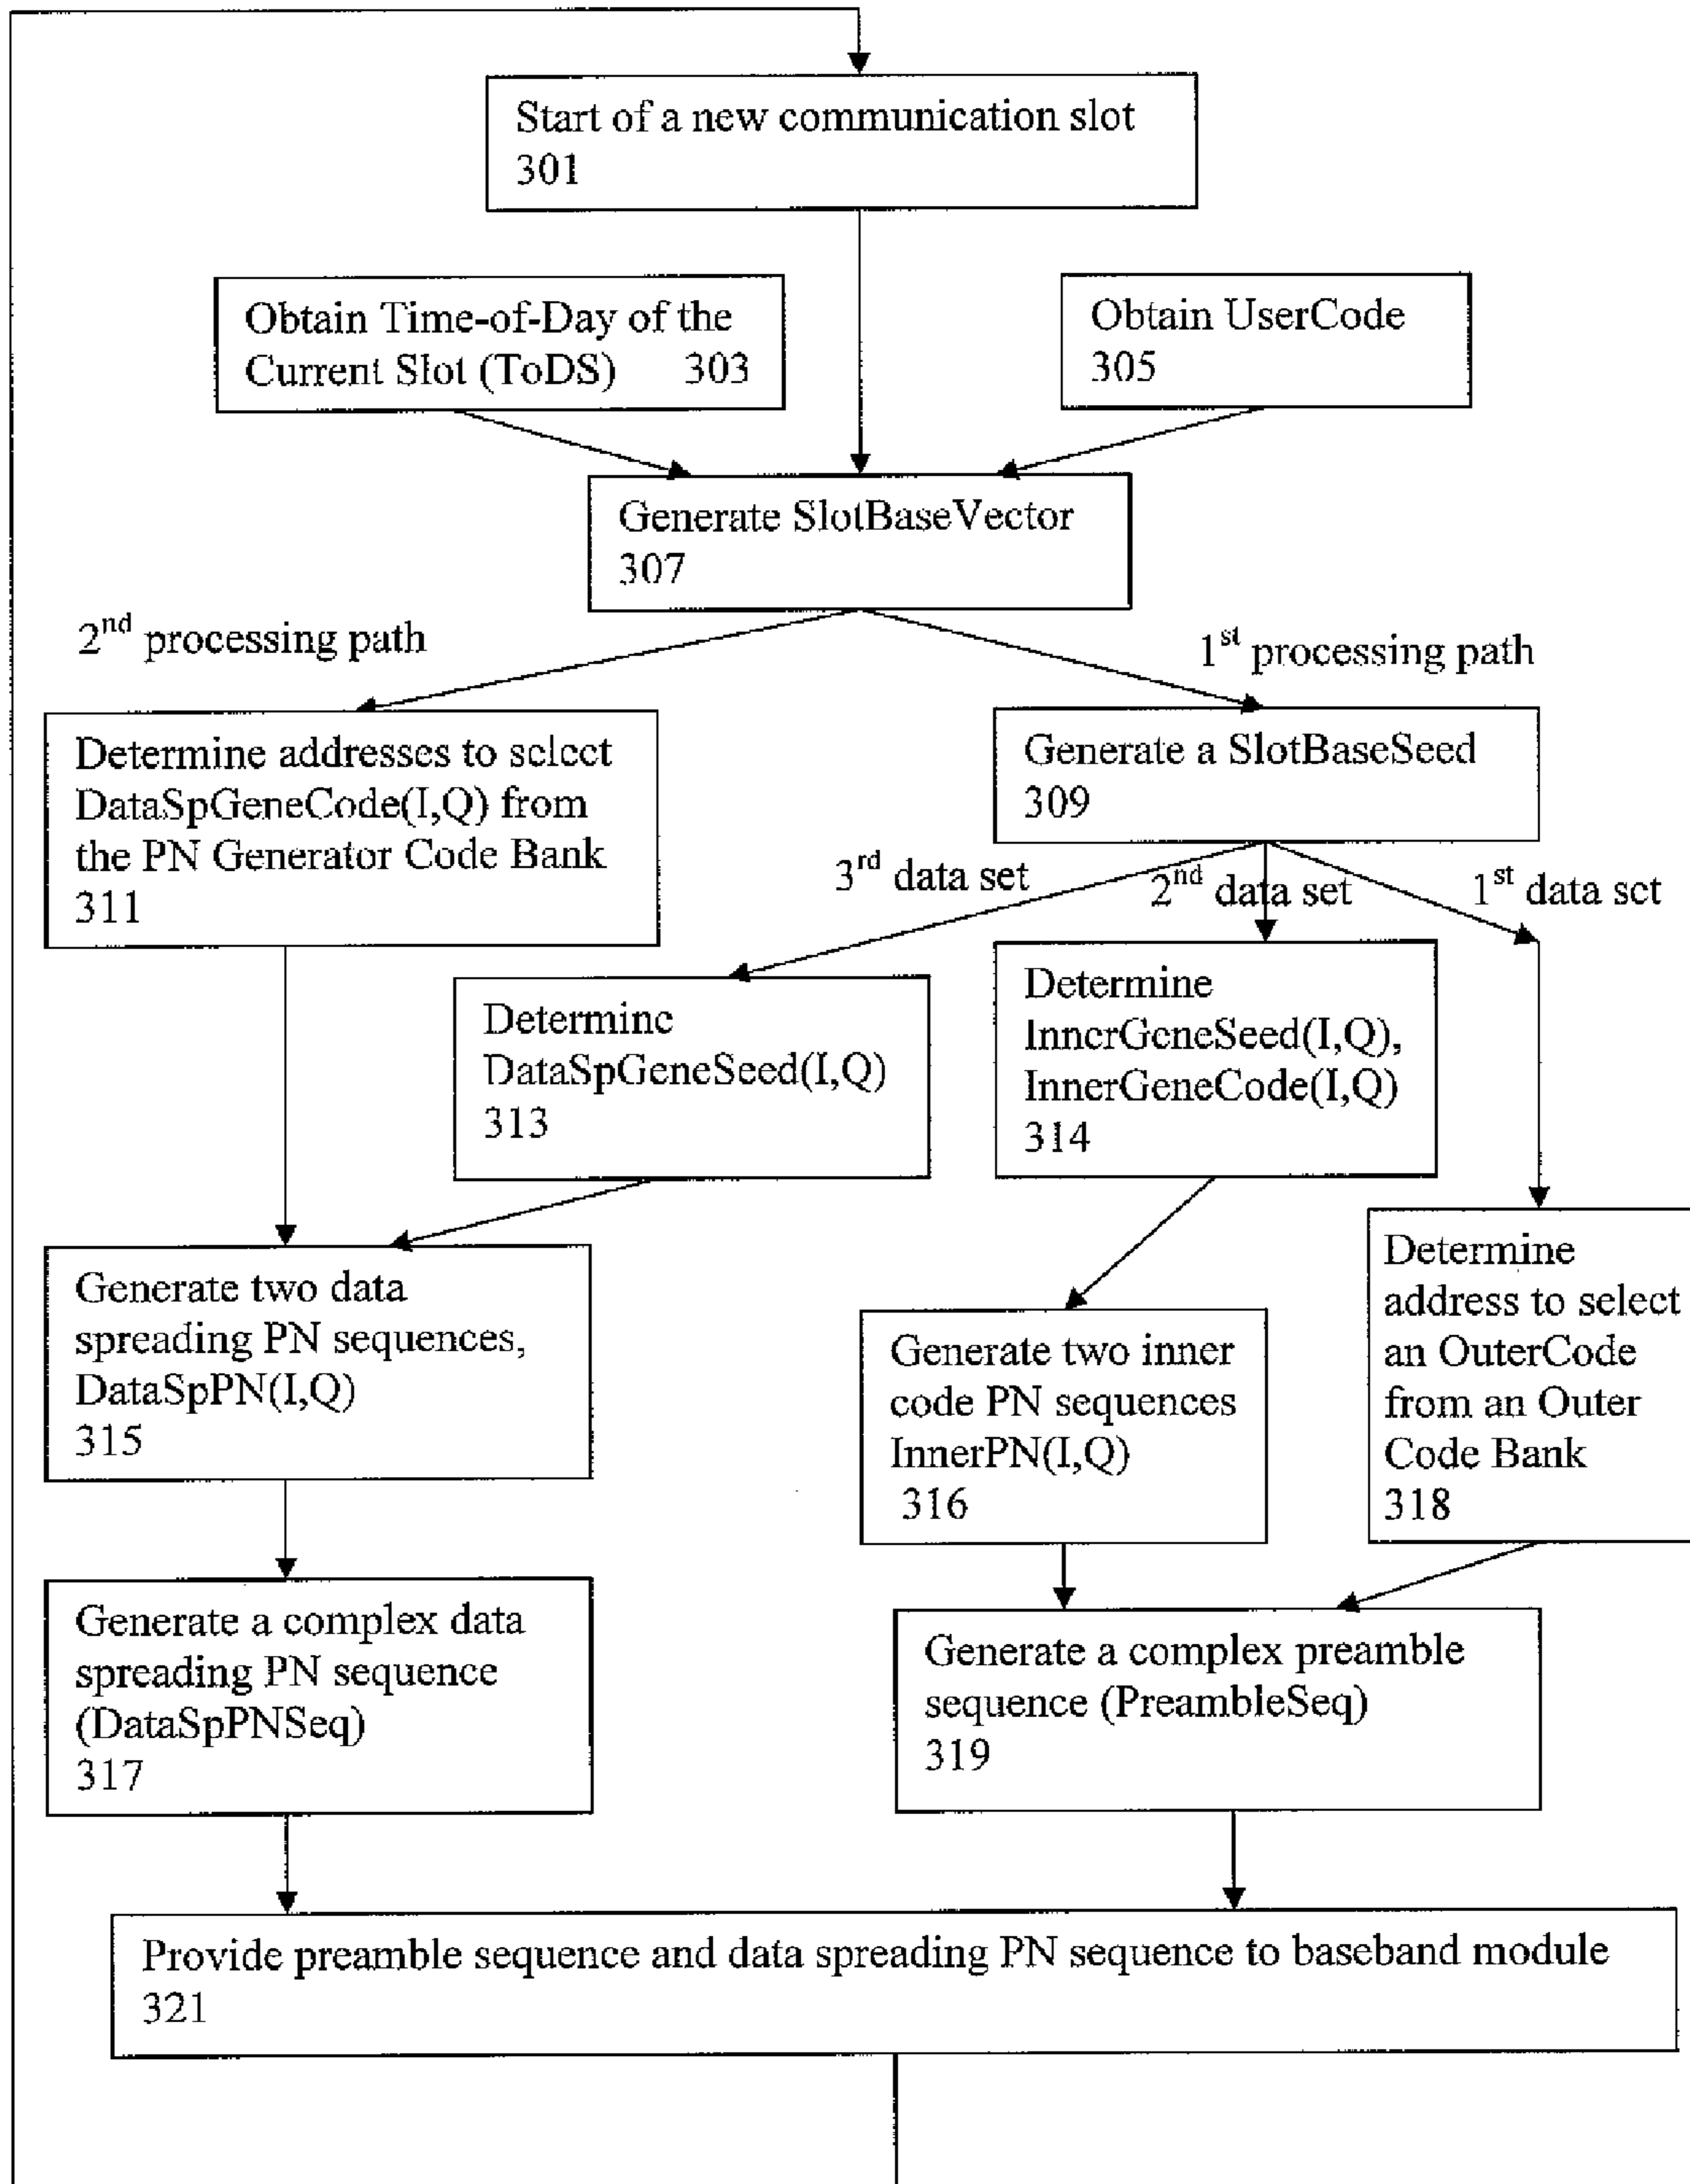 Start of a new communication slot
301
Obtain Time-of-Day of the
Current Slot (ToDS) 303
Obtain UserCode
305
Generate SlotBaseVector
307
2nd processing path
1st processing path
Determine addresses to select
DataSpGeneCode(I,Q) from
the PN Generator Code Bank
311
Generate a SlotBaseSeed
309
3rd data set
2nd data set
1st data set
Determine
DataSpGeneSeed(I,Q)
313
Determine
InnerGeneSeed(I,Q),
InnerGeneCode(I,Q)
314
Generate two data
spreading PN sequences,
DataSpPN(I,Q)
315
Generate two inner
code PN sequences
InnerPN(I,Q)
316
Determine
address to select
an OuterCode
from an Outer
Code Bank
318
Generate a complex data
spreading PN sequence
(DataSpPNSeq)
317
Generate a complex preamble
sequence (PreambleSeq)
319
Provide preamble sequence and data spreading PN sequence to baseband module
321